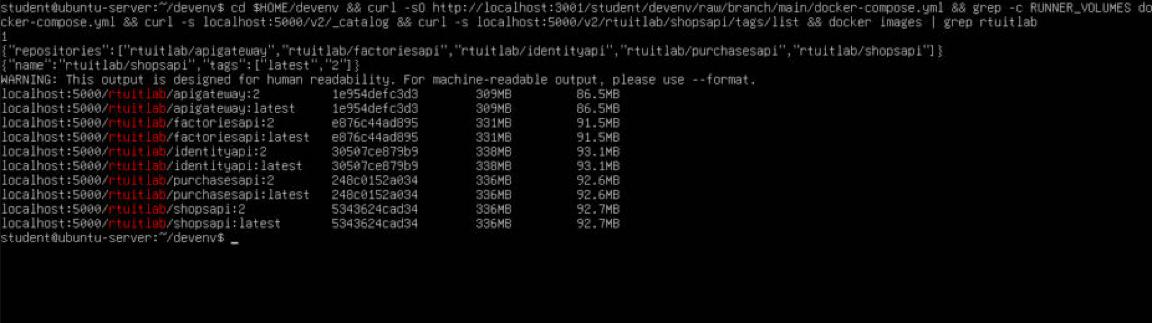 student@ubuntu-server:~/devenv$ cd $HOME/devenv && curl -sO http://localhost:3001/student/devenv/raw/branch/main/docker-compose.yml && grep -c RUNNER_VOLUMES do
cker-compose.yml && curl -s localhost:5000/v2/_catalog && curl -s localhost:5000/v2/rtuitlab/shopsapi/tags/list && docker images | grep rtuitlab
1
{"repositories":["rtuitlab/apigateway","rtuitlab/factoriesapi","rtuitlab/identityapi","rtuitlab/purchasesapi","rtuitlab/shopsapi"]}
{"name":"rtuitlab/shopsapi","tags":["latest","2"]}
WARNING: This output is designed for human readability. For machine-readable output, please use --format.
localhost:5000/rtuitlab/apigateway:2 1e954defc3d3 309MB 86.5MB
localhost:5000/rtuitlab/apigateway:latest 1e954defc3d3 309MB 86.5MB
localhost:5000/rtuitlab/factoriesapi:2 e876c44ad895 331MB 91.5MB
localhost:5000/rtuitlab/factoriesapi:latest e876c44ad895 331MB 91.5MB
localhost:5000/rtuitlab/identityapi:2 30507ce879b9 338MB 93.1MB
localhost:5000/rtuitlab/identityapi:latest 30507ce879b9 338MB 93.1MB
localhost:5000/rtuitlab/purchasesapi:2 248c0152a034 336MB 92.6MB
localhost:5000/rtuitlab/purchasesapi:latest 248c0152a034 336MB 92.6MB
localhost:5000/rtuitlab/shopsapi:2 5343624cad34 336MB 92.7MB
localhost:5000/rtuitlab/shopsapi:latest 5343624cad34 336MB 92.7MB
student@ubuntu-server:~/devenv$ _